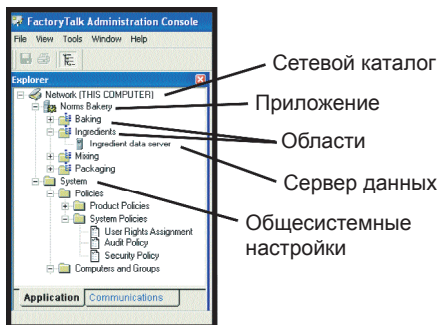 FactoryTalk Administration Console
File View Tools Window Help
Explorer
Network (THIS COMPUTER)
Norms Bakery
Baking
Ingredients
Ingredient data server
Mixing
Packaging
System
Policies
Product Policies
System Policies
User Rights Assignment
Audit Policy
Security Policy
Computers and Groups
Application Communications
Сетевой каталог
Приложение
Области
Сервер данных
Общесистемные
настройки